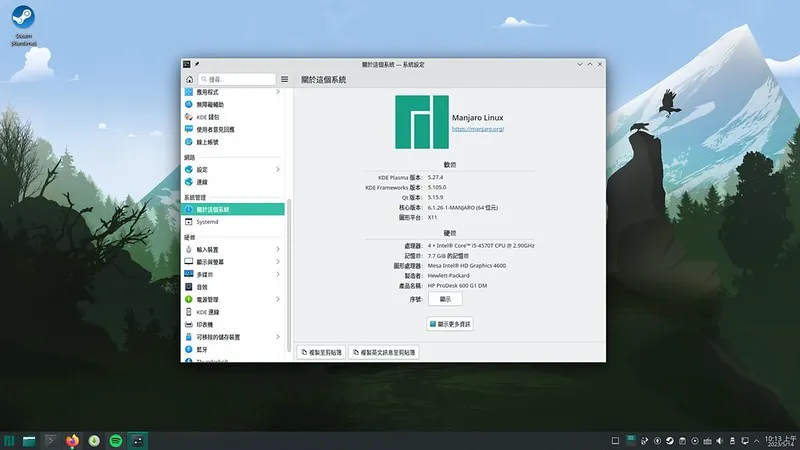 Steam
(Runtime)
關於這個系統 — 系統設定
搜尋...
關於這個系統
應用程式
無障礙輔助
KDE 錢包
使用者意見回應
線上帳號
網路
設定
連線
系統管理
關於這個系統
Systemd
硬體
輸入裝置
顯示與螢幕
多媒體
音效
電源管理
KDE 連線
印表機
可移除的儲存裝置
藍牙
Thunderbolt
Manjaro Linux
https://manjaro.org/
軟體
KDE Plasma 版本: 5.27.4
KDE Frameworks 版本: 5.105.0
Qt 版本: 5.15.9
核心版本: 6.1.26-1-MANJARO (64 位元)
圖形平台: X11
硬體
處理器: 4 × Intel® Core™ i5-4570T CPU @ 2.90GHz
記憶體: 7.7 GiB 的記憶體
圖形處理器: Mesa Intel® HD Graphics 4600
製造者: Hewlett-Packard
產品名稱: HP ProDesk 600 G1 DM
序號: 顯示
顯示更多資訊
複製至剪貼簿
複製英文訊息至剪貼簿
10:13 上午
2023/5/14